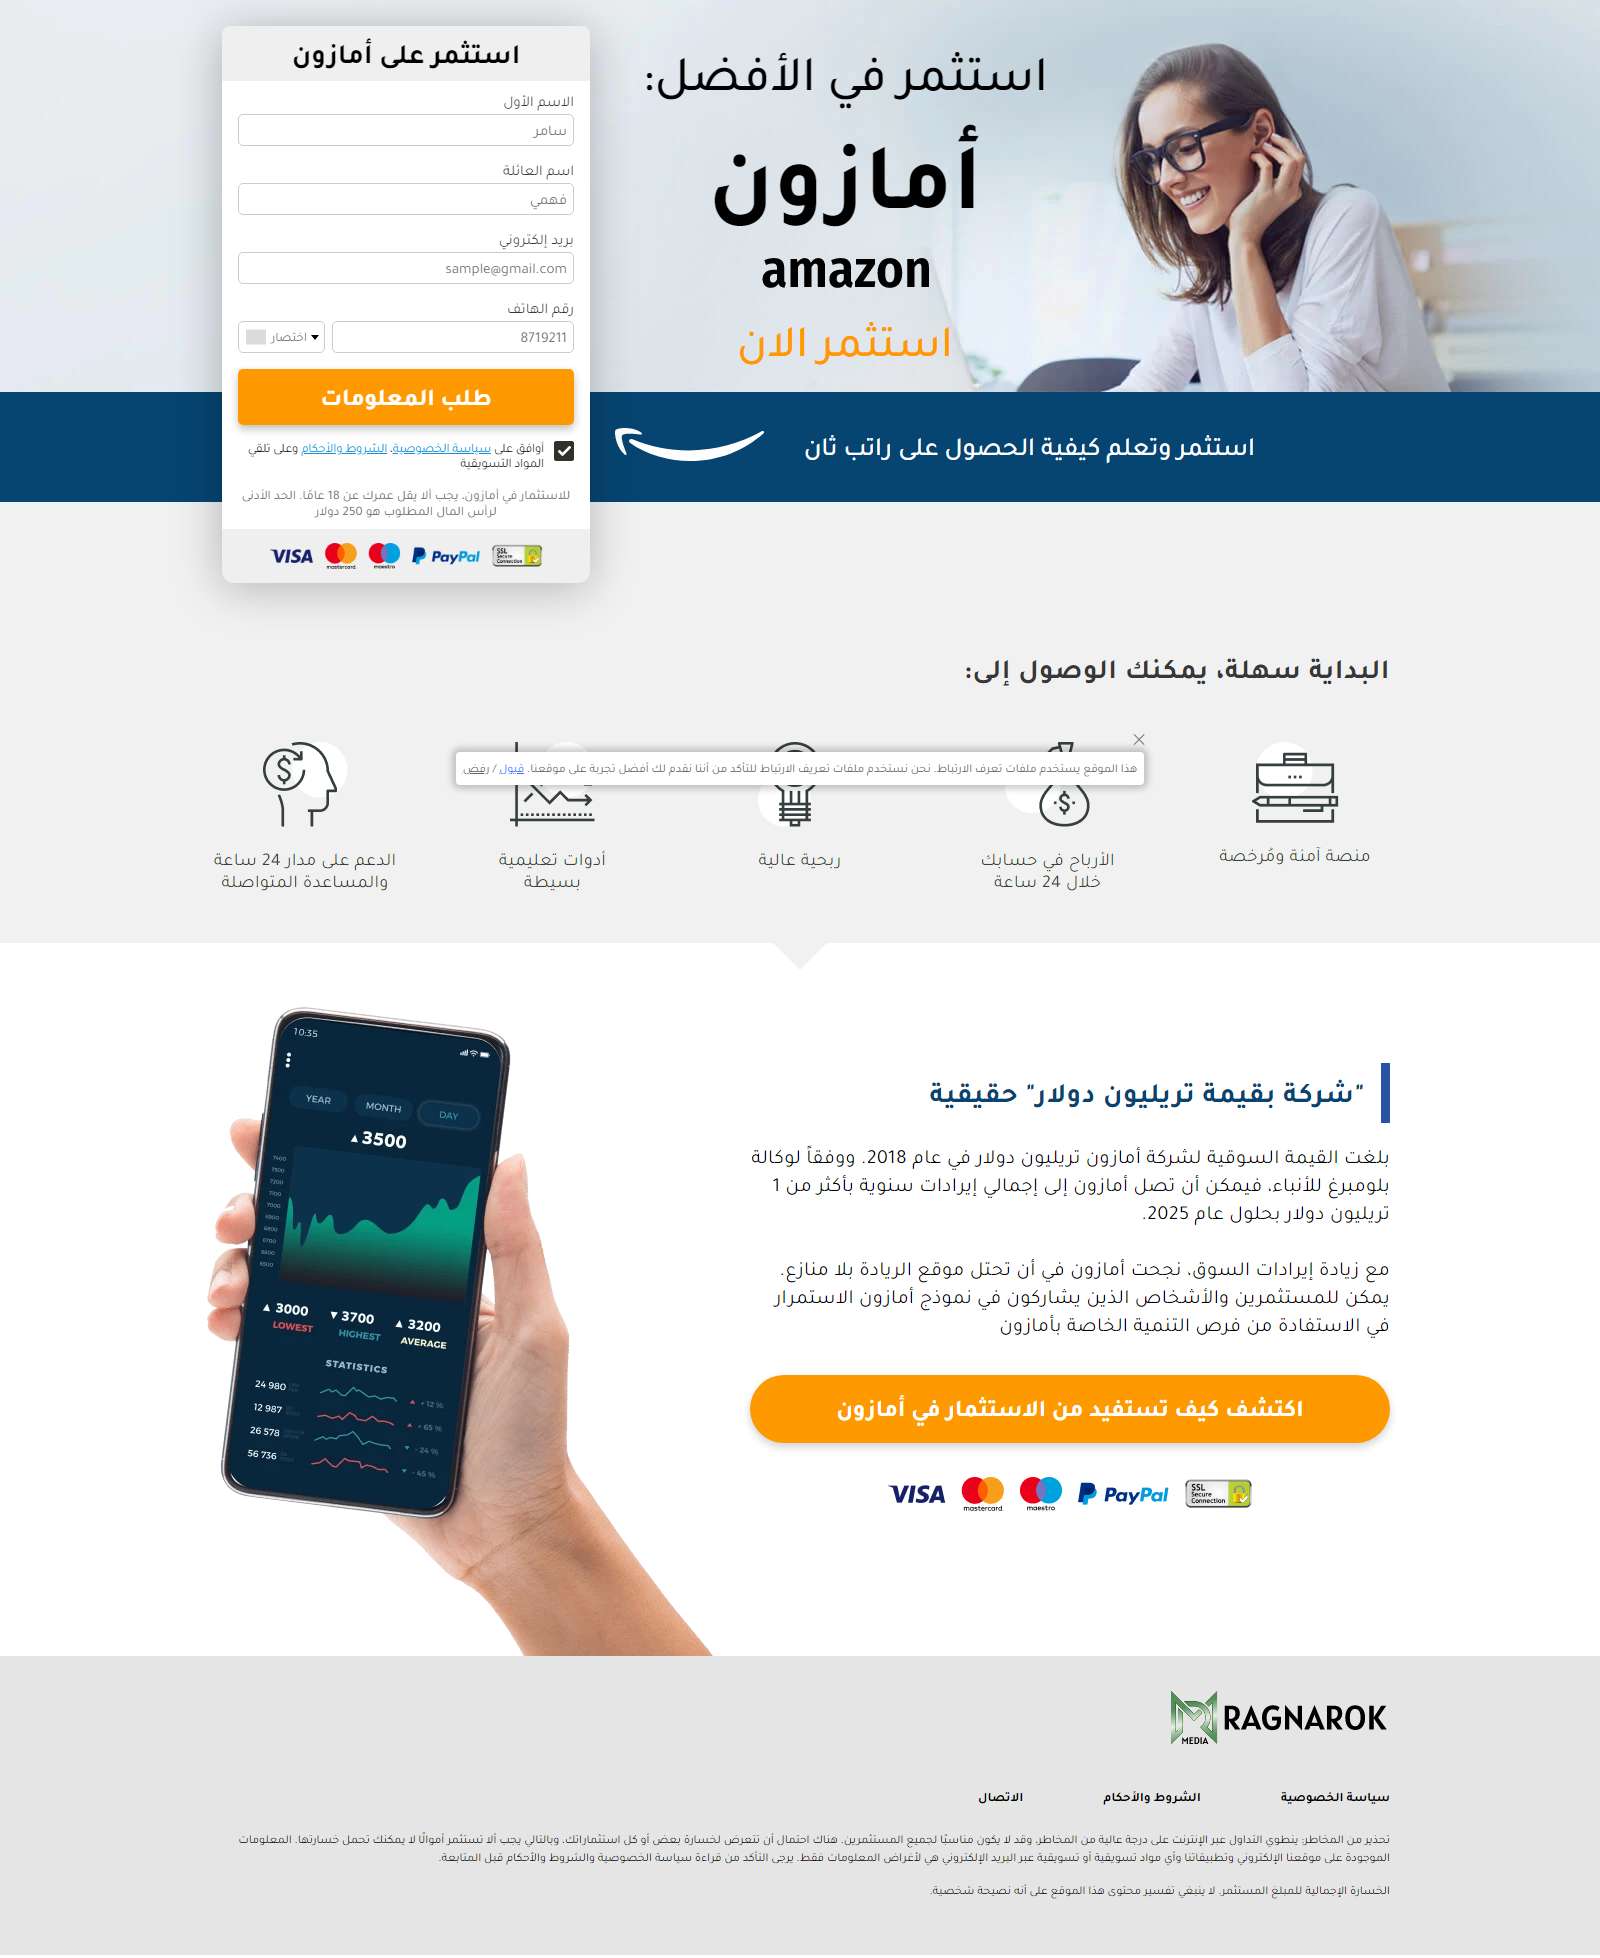 استثمر في الأفضل:
أمازون
amazon
استثمر الان
استثمر وتعلم كيفية الحصول على راتب ثان
استثمر على أمازون
الاسم الأول
سامر
اسم العائلة
فهمي
بريد إلكتروني
sample@gmail.com
رقم الهاتف
8719211
اختصار
طلب المعلومات
أوافق على سياسة الخصوصية، الشروط والأحكام وعلى تلقي
المواد التسويقية
للاستثمار في أمازون، يجب ألا يقل عمرك عن 18 عامًا. الحد الأدنى
لرأس المال المطلوب هو 250 دولار
VISA mastercard maestro PayPal SSL Secure Connection
البداية سهلة، يمكنك الوصول إلى:
هذا الموقع يستخدم ملفات تعرف الارتباط. نحن نستخدم ملفات تعريف الارتباط للتأكد من أننا نقدم لك أفضل تجربة على موقعنا. قبول / رفض
منصة آمنة ومُرخصة
الأرباح في حسابك
خلال 24 ساعة
ربحية عالية
أدوات تعليمية
بسيطة
الدعم على مدار 24 ساعة
والمساعدة المتواصلة
"شركة بقيمة تريليون دولار" حقيقية
بلغت القيمة السوقية لشركة أمازون تريليون دولار في عام 2018. ووفقاً لوكالة
بلومبرغ للأنباء، فيمكن أن تصل أمازون إلى إجمالي إيرادات سنوية بأكثر من 1
تريليون دولار بحلول عام 2025.
مع زيادة إيرادات السوق، نجحت أمازون في أن تحتل موقع الريادة بلا منازع.
يمكن للمستثمرين والأشخاص الذين يشاركون في نموذج أمازون الاستمرار
في الاستفادة من فرص التنمية الخاصة بأمازون
اكتشف كيف تستفيد من الاستثمار في أمازون
VISA mastercard maestro PayPal SSL Secure Connection
10:35
YEAR MONTH DAY
▲ 3500
▲ 3000 ▼ 3700 ▲ 3200
LOWEST HIGHEST AVERAGE
STATISTICS
24 980 ▲ + 12 %
12 987 ▲ + 65 %
26 578 ▼ - 24 %
56 736 ▼ - 45 %
MEDIA RAGNAROK
سياسة الخصوصية
الشروط والأحكام
الاتصال
تحذير من المخاطر: ينطوي التداول عبر الإنترنت على درجة عالية من المخاطر، وقد لا يكون مناسبًا لجميع المستثمرين. هناك احتمال أن تتعرض لخسارة بعض أو كل استثماراتك، وبالتالي يجب ألا تستثمر أموالًا لا يمكنك تحمل خسارتها. المعلومات
الموجودة على موقعنا الإلكتروني وتطبيقاتنا وأي مواد تسويقية أو تسويقية عبر البريد الإلكتروني هي لأغراض المعلومات فقط. يرجى التأكد من قراءة سياسة الخصوصية والشروط والأحكام قبل المتابعة.
الخسارة الإجمالية للمبلغ المستثمر. لا ينبغي تفسير محتوى هذا الموقع على أنه نصيحة شخصية.